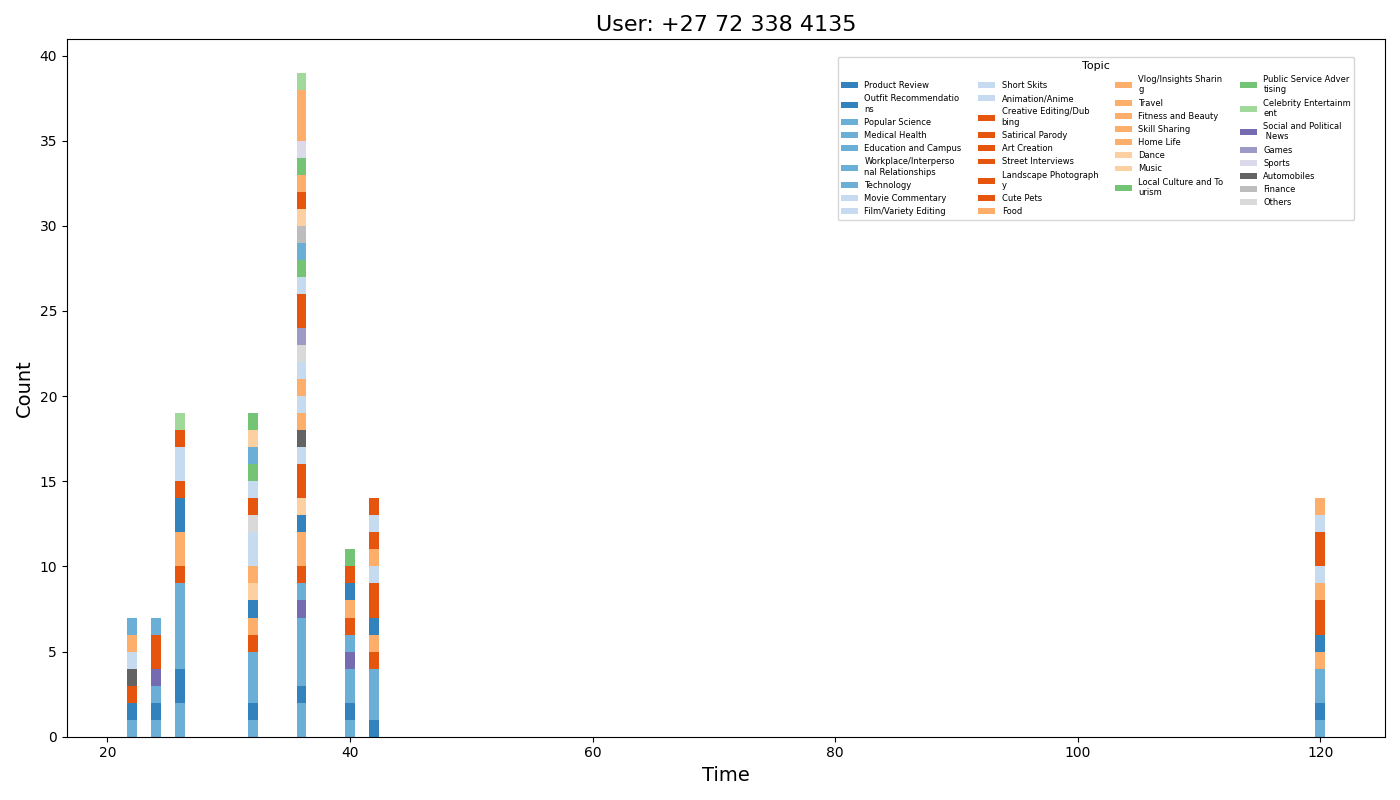 User: +27 72 338 4135
40
35
30
25
20
15
10
5
0
Count
Topic
Product Review
Outfit Recommendatio
ns
Popular Science
Medical Health
Education and Campus
Workplace/Interperso
nal Relationships
Technology
Movie Commentary
Film/Variety Editing
Short Skits
Animation/Anime
Creative Editing/Dub
bing
Satirical Parody
Art Creation
Street Interviews
Landscape Photograph
y
Cute Pets
Food
Vlog/Insights Sharin
g
Travel
Fitness and Beauty
Skill Sharing
Home Life
Dance
Music
Local Culture and To
urism
Public Service Adver
tising
Celebrity Entertainm
ent
Social and Political
News
Games
Sports
Automobiles
Finance
Others
20 40 60 80 100 120
Time